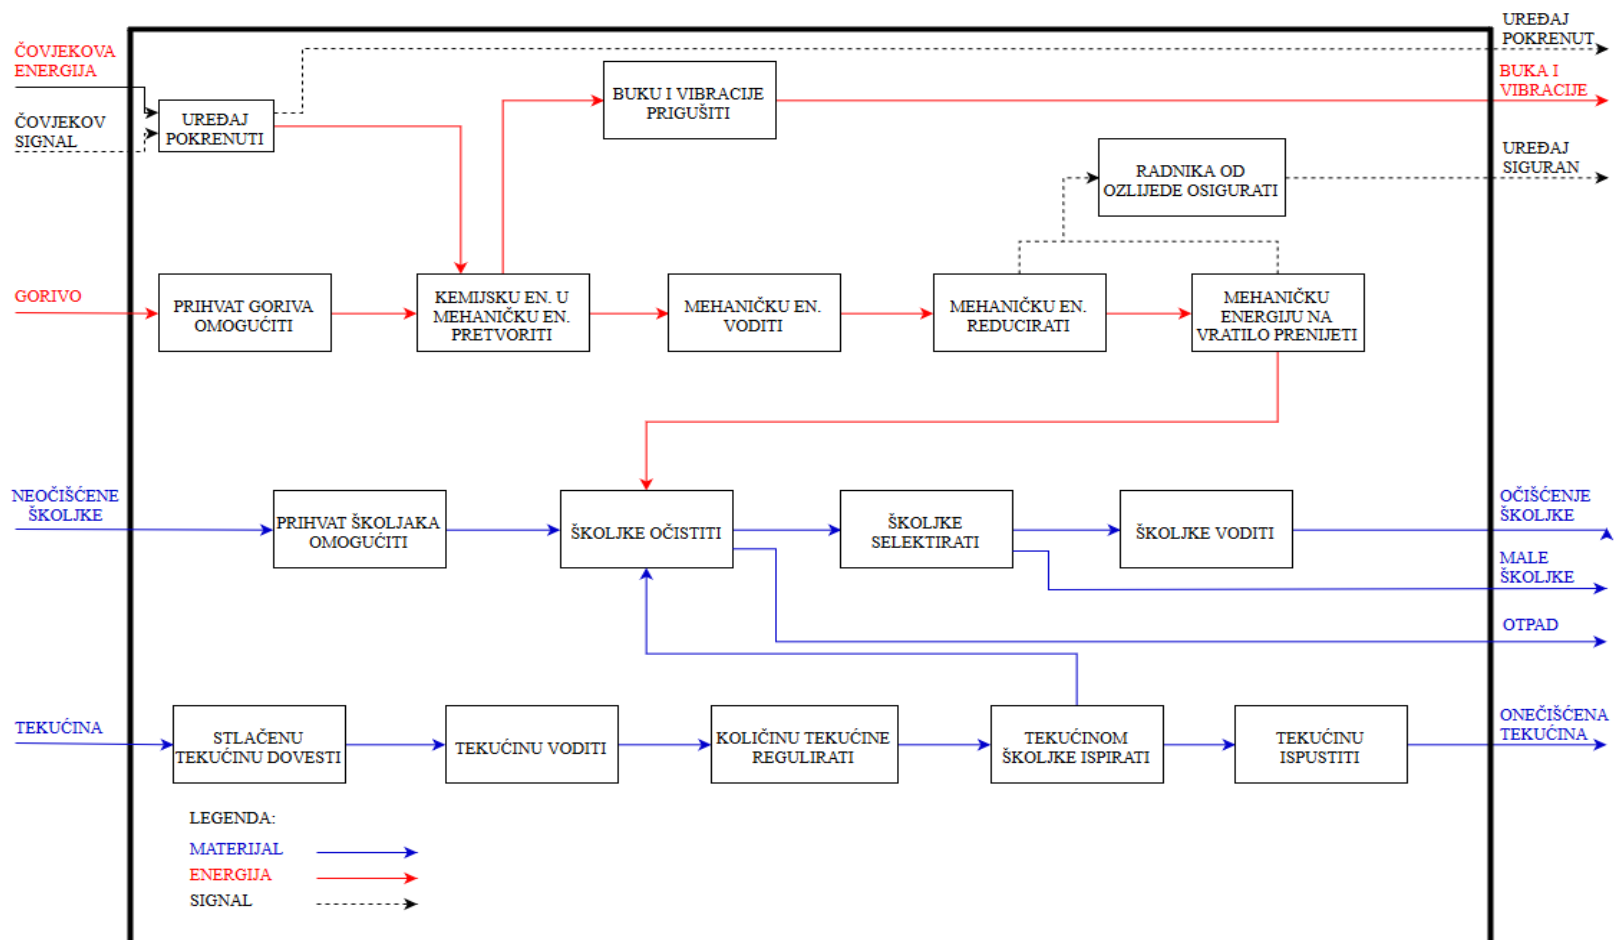 UREĐAJ
POKRENUT
ČOVJEKOVA
ENERGIJA
BUKA I
VIBRACIJE
BUKU I VIBRACIJE
PRIGUŠITI
ČOVJEKOV
SIGNAL
UREĐAJ
POKRENUTI
UREĐAJ
SIGURAN
RADNIKA OD
OZLIJEDE OSIGURATI
GORIVO
PRIHVAT GORIVA
OMOGUĆITI
KEMIJSKU EN. U
MEHANIČKU EN.
PRETVORITI
MEHANIČKU EN.
VODITI
MEHANIČKU EN.
REDUCIRATI
MEHANIČKU
ENERGIJU NA
VRATILO PRENIJETI
NEOČIŠĆENE
ŠKOLJKE
PRIHVAT ŠKOLJAKA
OMOGUĆITI
ŠKOLJKE OČISTITI
ŠKOLJKE
SELEKTIRATI
ŠKOLJKE VODITI
OČIŠĆENJE
ŠKOLJKE
MALE
ŠKOLJKE
OTPAD
TEKUĆINA
STLAČENU
TEKUĆINU DOVESTI
TEKUĆINU VODITI
KOLIČINU TEKUĆINE
REGULIRATI
TEKUĆINOM
ŠKOLJKE ISPIRATI
TEKUĆINU
ISPUSTITI
ONEČIŠĆENA
TEKUĆINA
LEGENDA:
MATERIJAL
ENERGIJA
SIGNAL